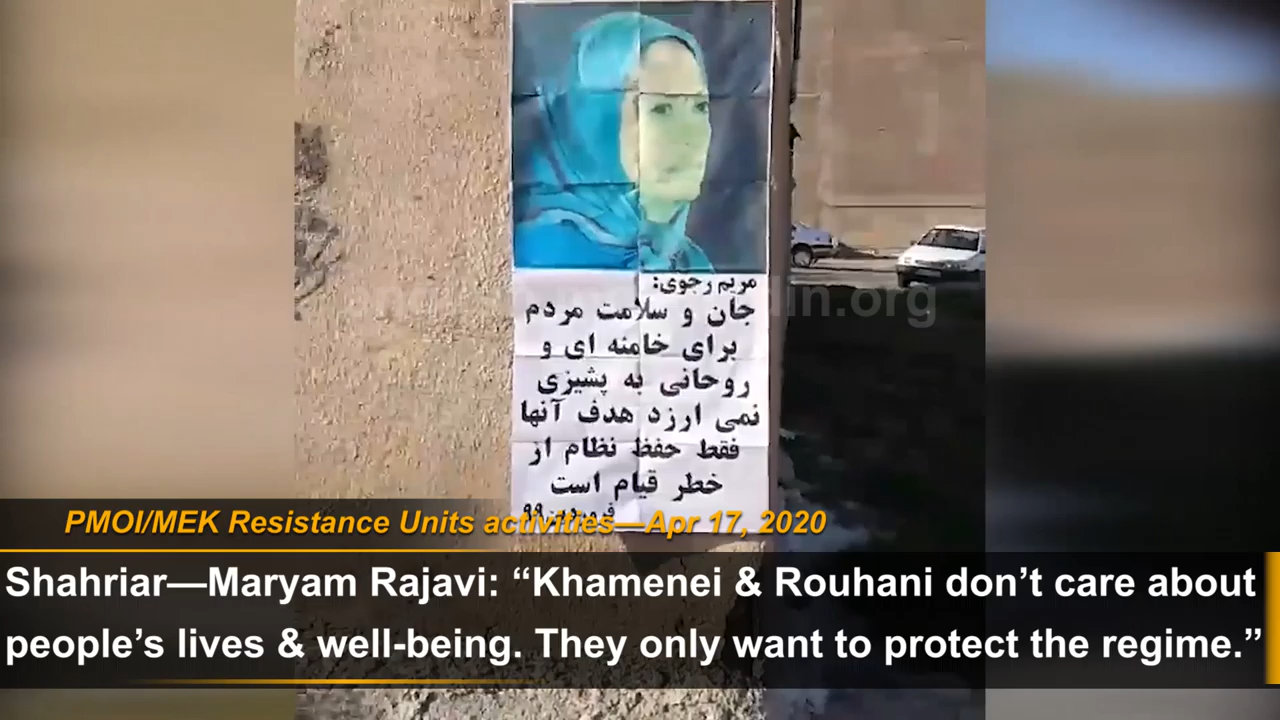 مریم رجوی:
جان و سلامت مردم
برای خامنه ای و
روحانی به پشیزی
نمی ارزد هدف آنها
فقط حفظ نظام از
خطر قیام است
فروردین ۹۹
PMOI/MEK Resistance Units activities—Apr 17, 2020
Shahriar—Maryam Rajavi: “Khamenei & Rouhani don’t care about
people’s lives & well-being. They only want to protect the regime.”